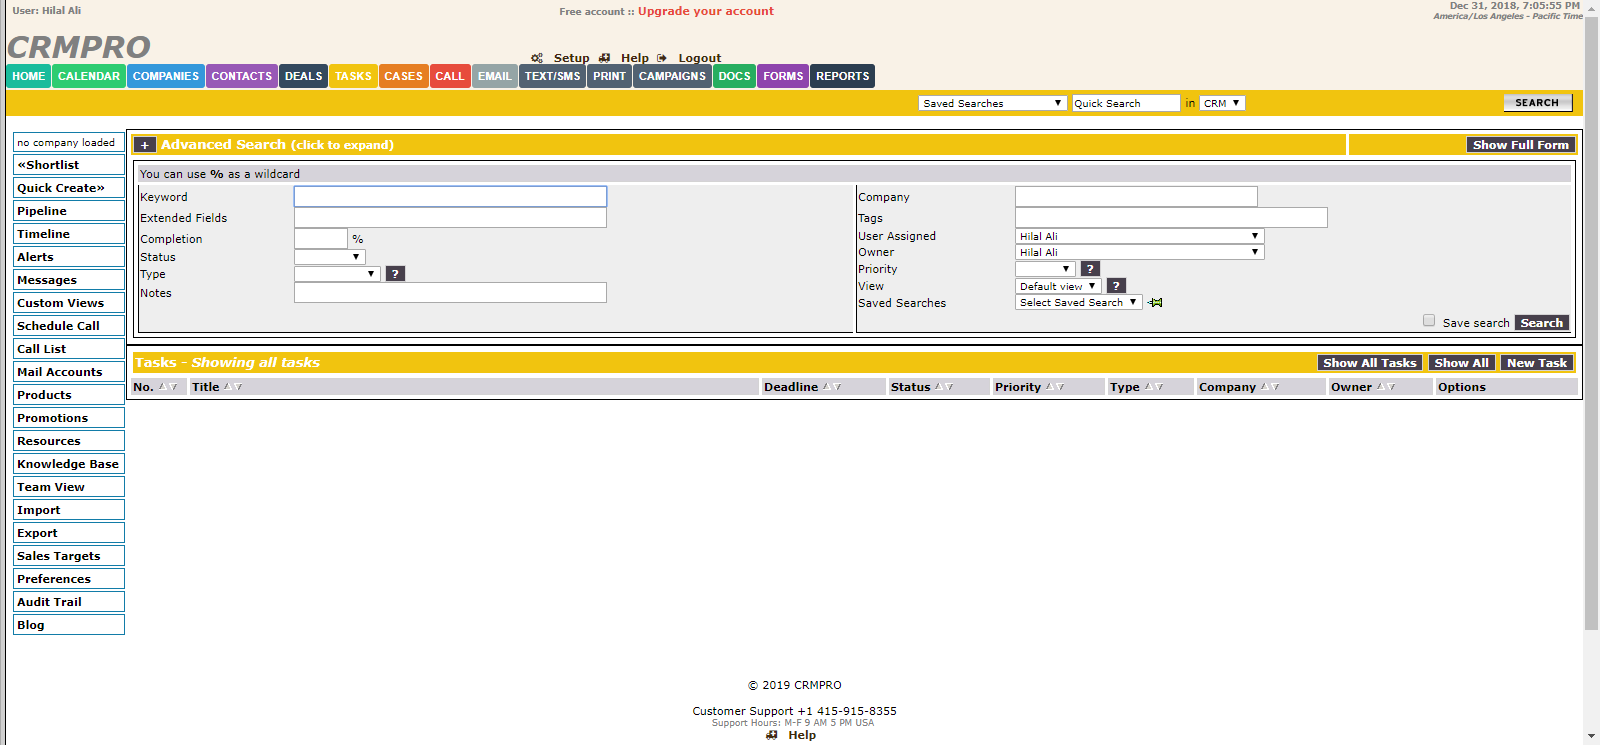 User: Hilal Ali
Free account :: Upgrade your account
Dec 31, 2018, 7:05:55 PM
America/Los Angeles - Pacific Time
CRMPRO
Setup Help Logout
HOME CALENDAR COMPANIES CONTACTS DEALS TASKS CASES CALL EMAIL TEXT/SMS PRINT CAMPAIGNS DOCS FORMS REPORTS
Saved Searches Quick Search in CRM SEARCH
no company loaded
«Shortlist
Quick Create»
Pipeline
Timeline
Alerts
Messages
Custom Views
Schedule Call
Call List
Mail Accounts
Products
Promotions
Resources
Knowledge Base
Team View
Import
Export
Sales Targets
Preferences
Audit Trail
Blog
+ Advanced Search (click to expand) Show Full Form
You can use % as a wildcard
Keyword
Extended Fields
Completion %
Status
Type ?
Notes
Company
Tags
User Assigned Hilal Ali
Owner Hilal Ali
Priority ?
View Default view ?
Saved Searches Select Saved Search
Save search Search
Tasks - Showing all tasks Show All Tasks Show All New Task
No. Title Deadline Status Priority Type Company Owner Options
© 2019 CRMPRO
Customer Support +1 415-915-8355
Support Hours: M-F 9 AM 5 PM USA
Help